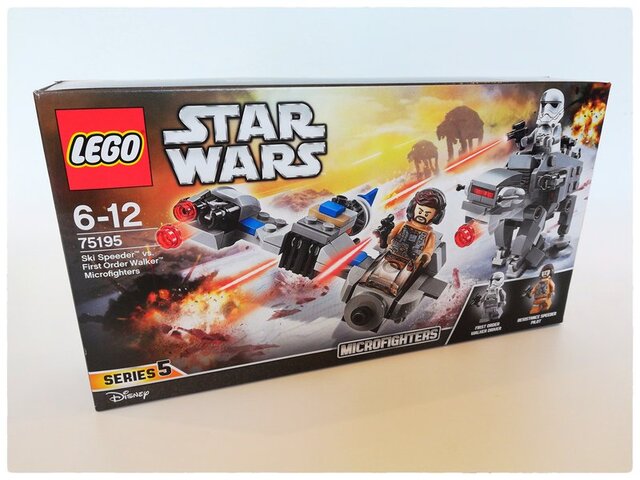 LEGO
STAR
WARS
6-12
75195
Ski Speeder™ vs.
First Order Walker™
Microfighters
SERIES 5
Disney
MICROFIGHTERS
FIRST ORDER
WALKER DRIVER
RESISTANCE SPEEDER
PILOT